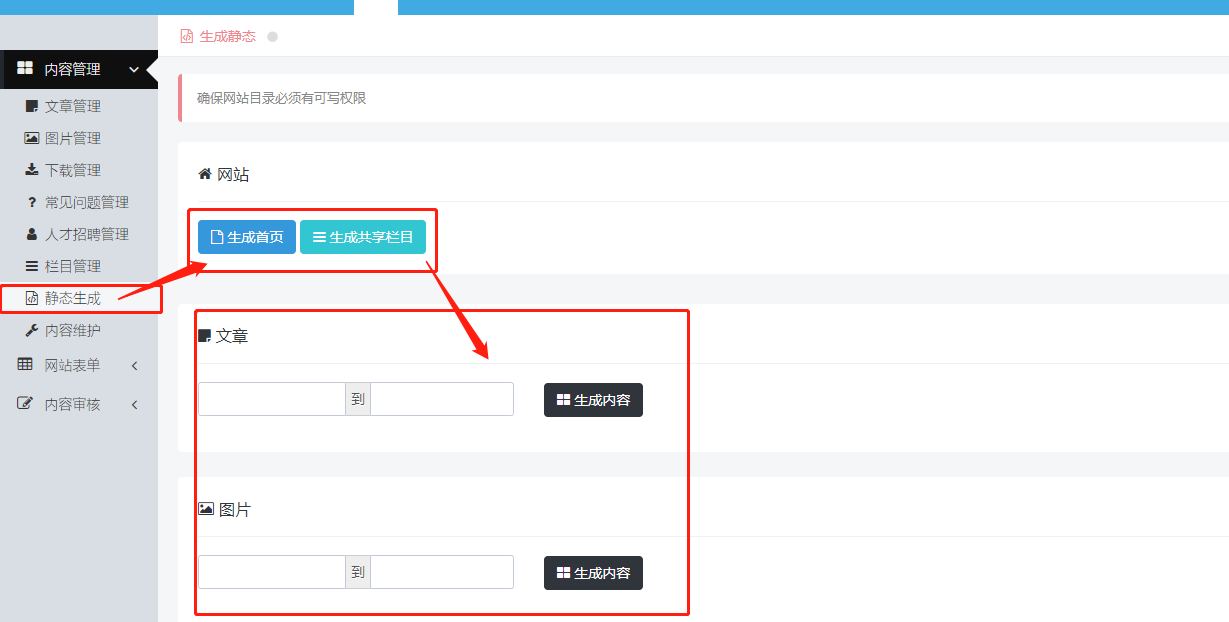 生成静态
内容管理
文章管理
图片管理
下载管理
常见问题管理
人才招聘管理
栏目管理
静态生成
内容维护
网站表单
内容审核
确保网站目录必须有可写权限
网站
生成首页 生成共享栏目
文章
到 生成内容
图片
到 生成内容